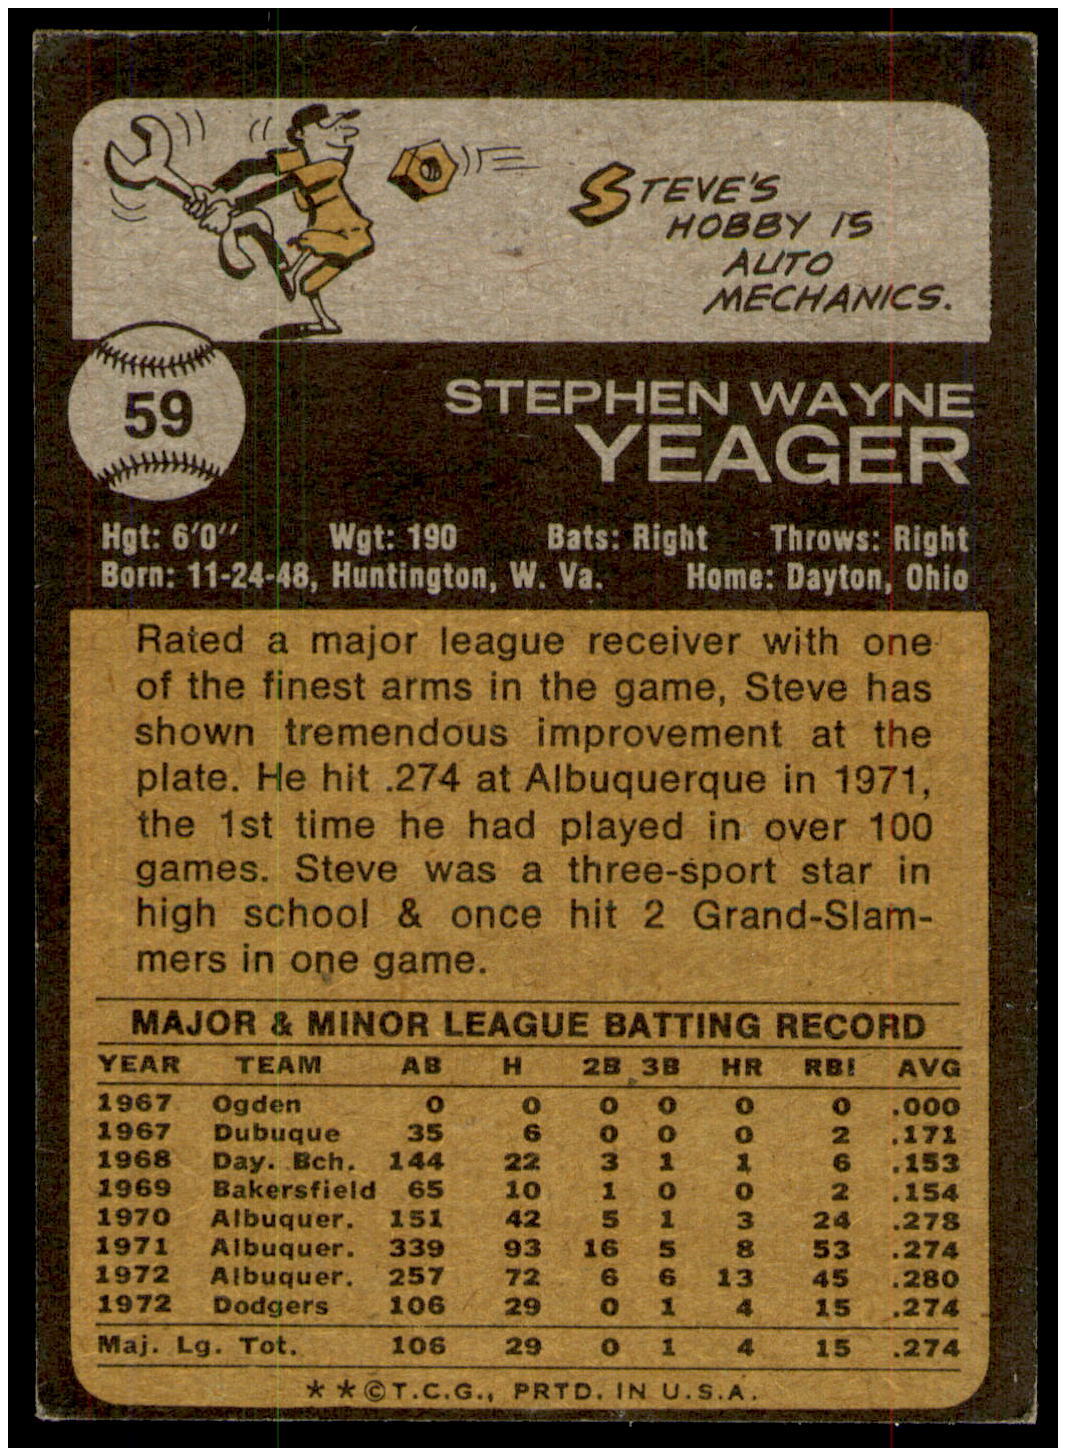 STEVE'S
HOBBY IS
AUTO
MECHANICS.
59
STEPHEN WAYNE
YEAGER
Hgt: 6'0'' Wgt: 190 Bats: Right Throws: Right
Born: 11-24-48, Huntington, W. Va. Home: Dayton, Ohio
Rated a major league receiver with one
of the finest arms in the game, Steve has
shown tremendous improvement at the
plate. He hit .274 at Albuquerque in 1971,
the 1st time he had played in over 100
games. Steve was a three-sport star in
high school & once hit 2 Grand-Slam-
mers in one game.
MAJOR & MINOR LEAGUE BATTING RECORD
YEAR TEAM AB H 2B 3B HR RBI AVG
1967 Ogden 0 0 0 0 0 0 .000
1967 Dubuque 35 6 0 0 0 2 .171
1968 Day. Bch. 144 22 3 1 1 6 .153
1969 Bakersfield 65 10 1 0 0 2 .154
1970 Albuquer. 151 42 5 1 3 24 .278
1971 Albuquer. 339 93 16 5 8 53 .274
1972 Albuquer. 257 72 6 6 13 45 .280
1972 Dodgers 106 29 0 1 4 15 .274
Maj. Lg. Tot. 106 29 0 1 4 15 .274
* * © T.C.G., PRTD. IN U.S.A.